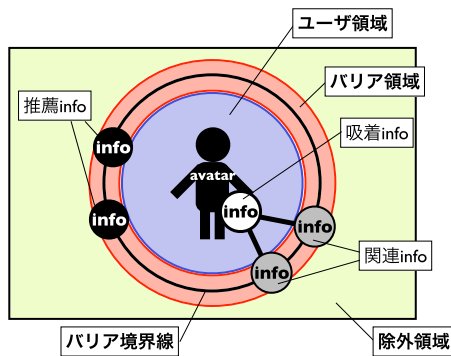 ユーザ領域
バリア領域
推薦info
吸着info
info
avatar
info
info
info
info
関連info
バリア境界線
除外領域